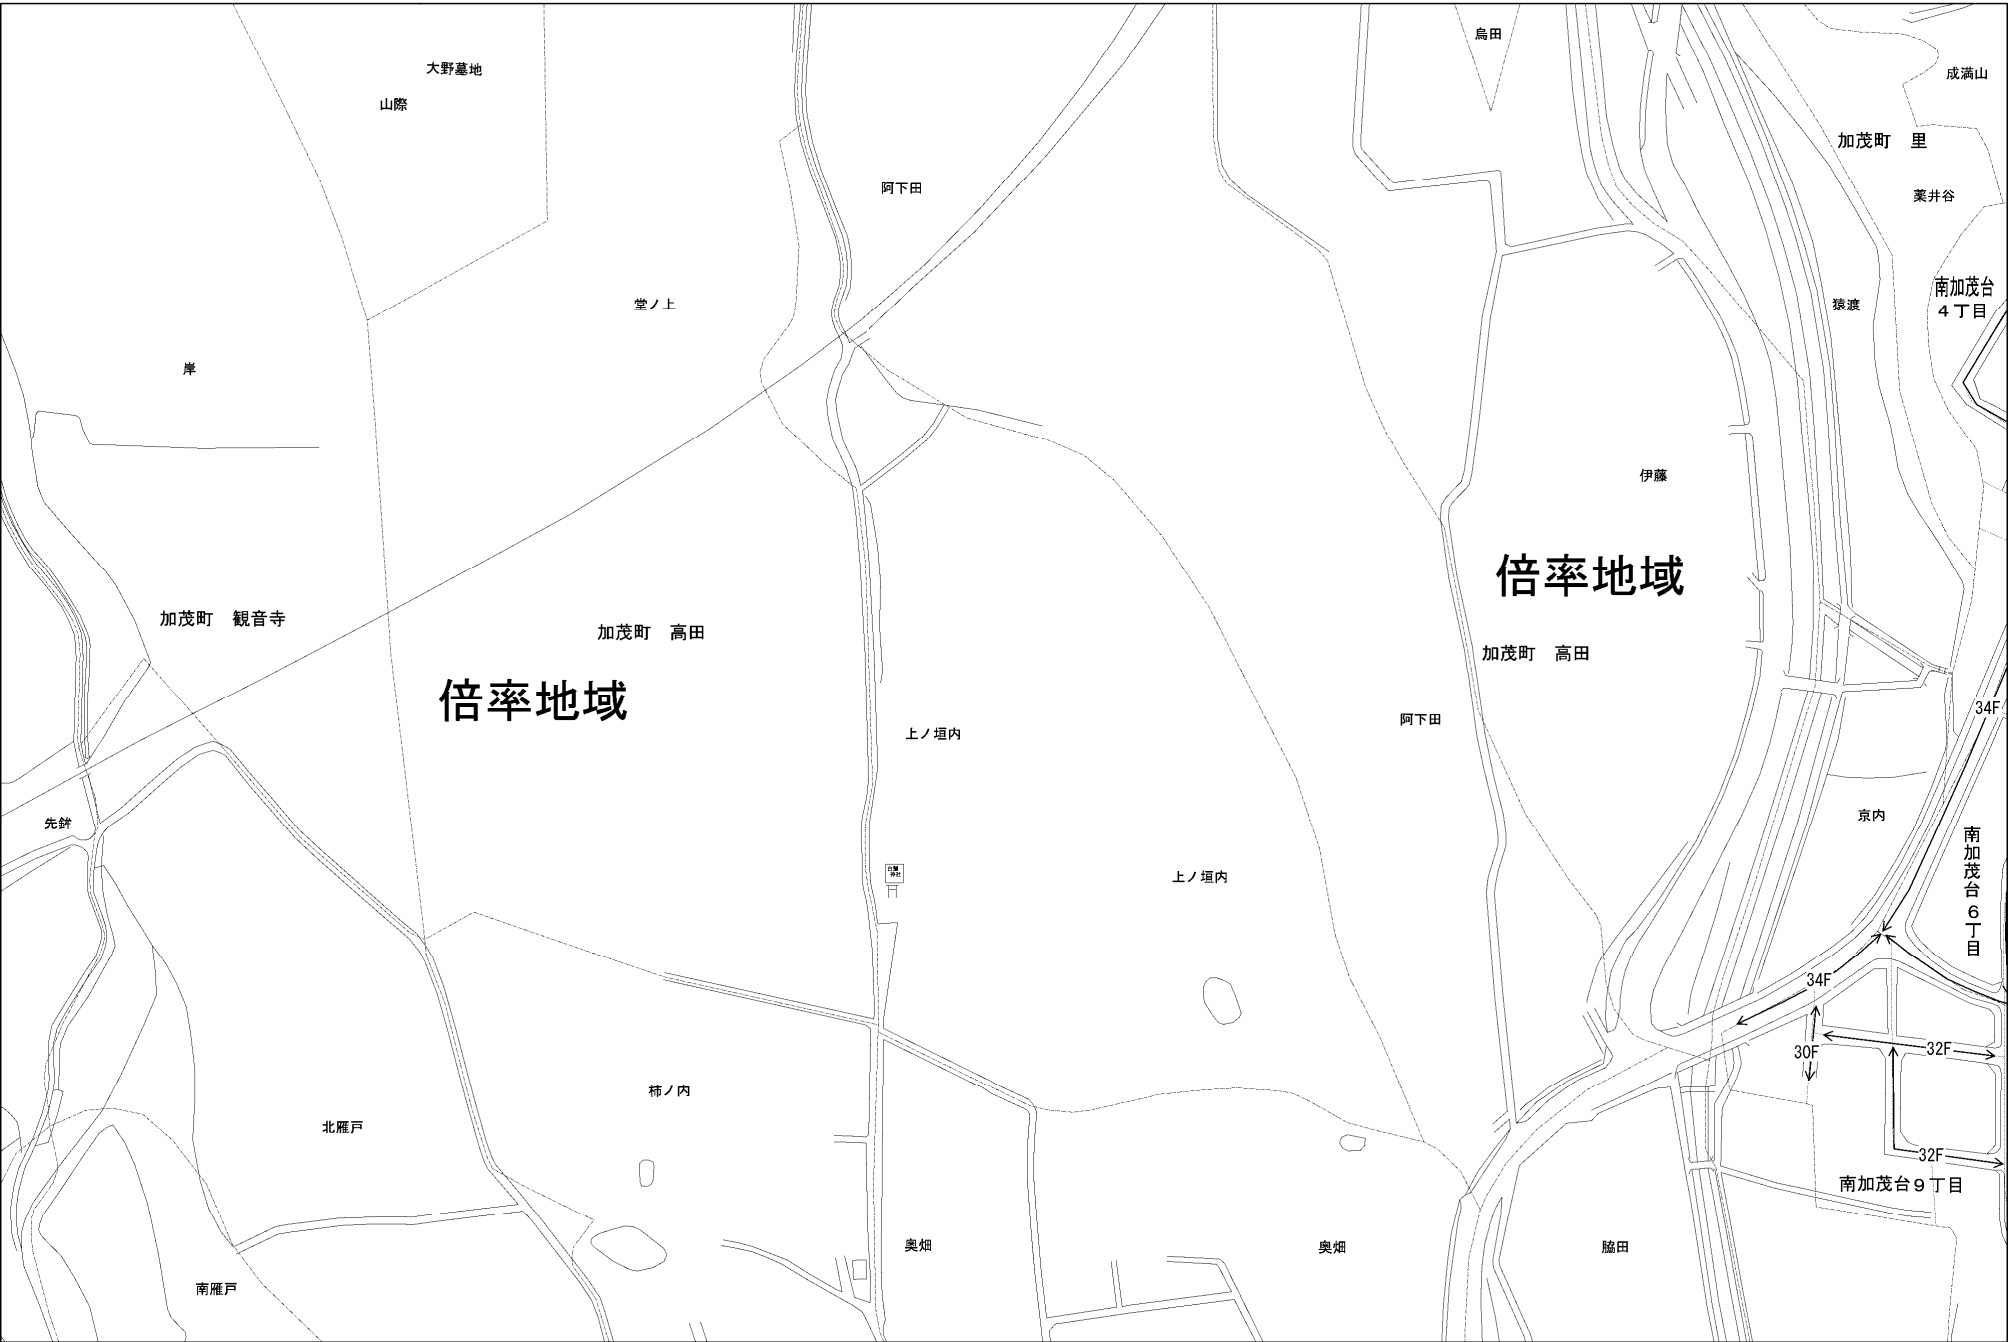 大野墓地
山際
烏田
成満山
加茂町　里
薬井谷
阿下田
南加茂台
４丁目
堂ノ上
猿渡
岸
伊藤
倍率地域
加茂町　観音寺
加茂町　高田
加茂町　高田
倍率地域
34F
阿下田
上ノ垣内
先鉾
京内
南加茂台６丁目
上ノ垣内
34F
30F
32F
柿ノ内
北雁戸
32F
南加茂台９丁目
奥畑
奥畑
脇田
南雁戸